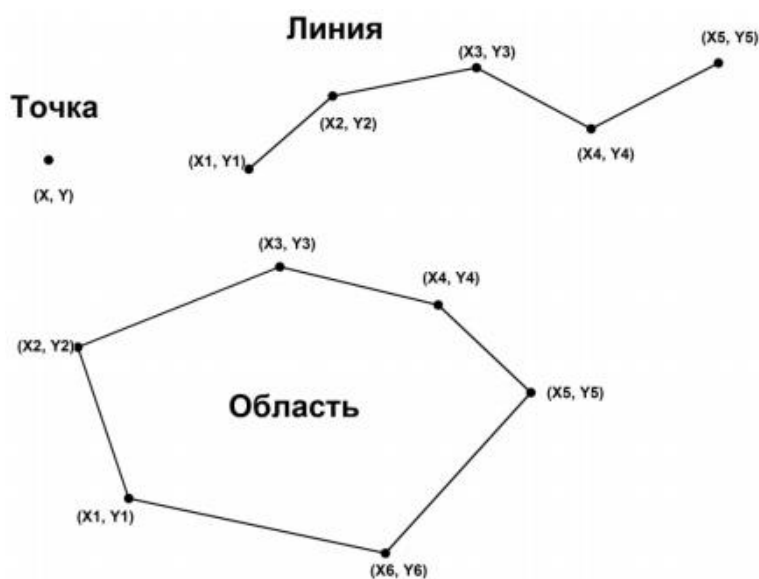 Линия
(X3, Y3)
(X5, Y5)
Точка
(X2, Y2)
(X1, Y1)
(X4, Y4)
(X, Y)
(X3, Y3)
(X4, Y4)
(X2, Y2)
Область
(X5, Y5)
(X1, Y1)
(X6, Y6)